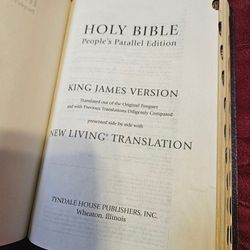 HOLY BIBLE
People's Parallel Edition
KING JAMES VERSION
Translated out of the Original Tongues
and with Previous Translations Diligently Compared
presented side by side with
NEW LIVING TRANSLATION
TYNDALE HOUSE PUBLISHERS, INC.
Wheaton, Illinois